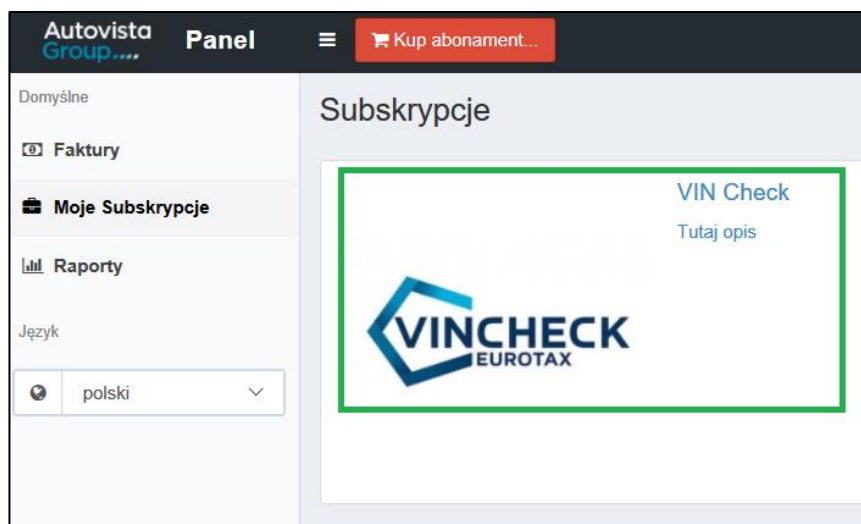 Autovista
Group....
Panel
Kup abonament...
Domyślne
Faktury
Moje Subskrypcje
Raporty
Język
polski
Subskrypcje
VIN Check
Tutaj opis
VINCHECK
EUROTAX